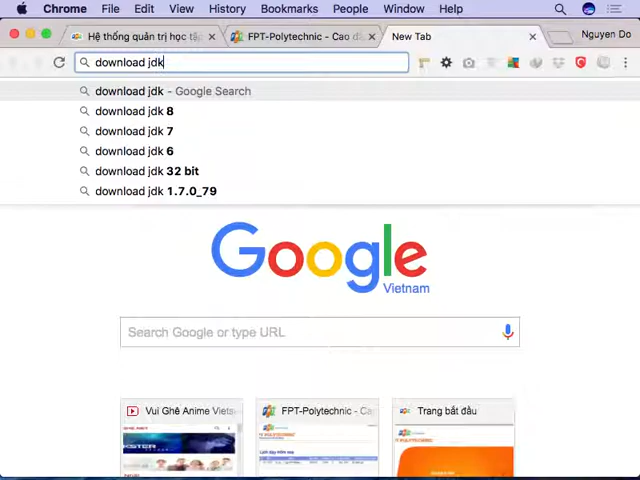 Chrome File Edit View History Bookmarks People Window Help
Hệ thống quản trị học tập FPT-Polytechnic - Cao đẳ New Tab Nguyen Do
download jdk
download jdk - Google Search
download jdk 8
download jdk 7
download jdk 6
download jdk 32 bit
download jdk 1.7.0_79
Google
Vietnam
Search Google or type URL
Vui Ghê Anime Vietsu FPT-Polytechnic - Ca Trang bắt đầu